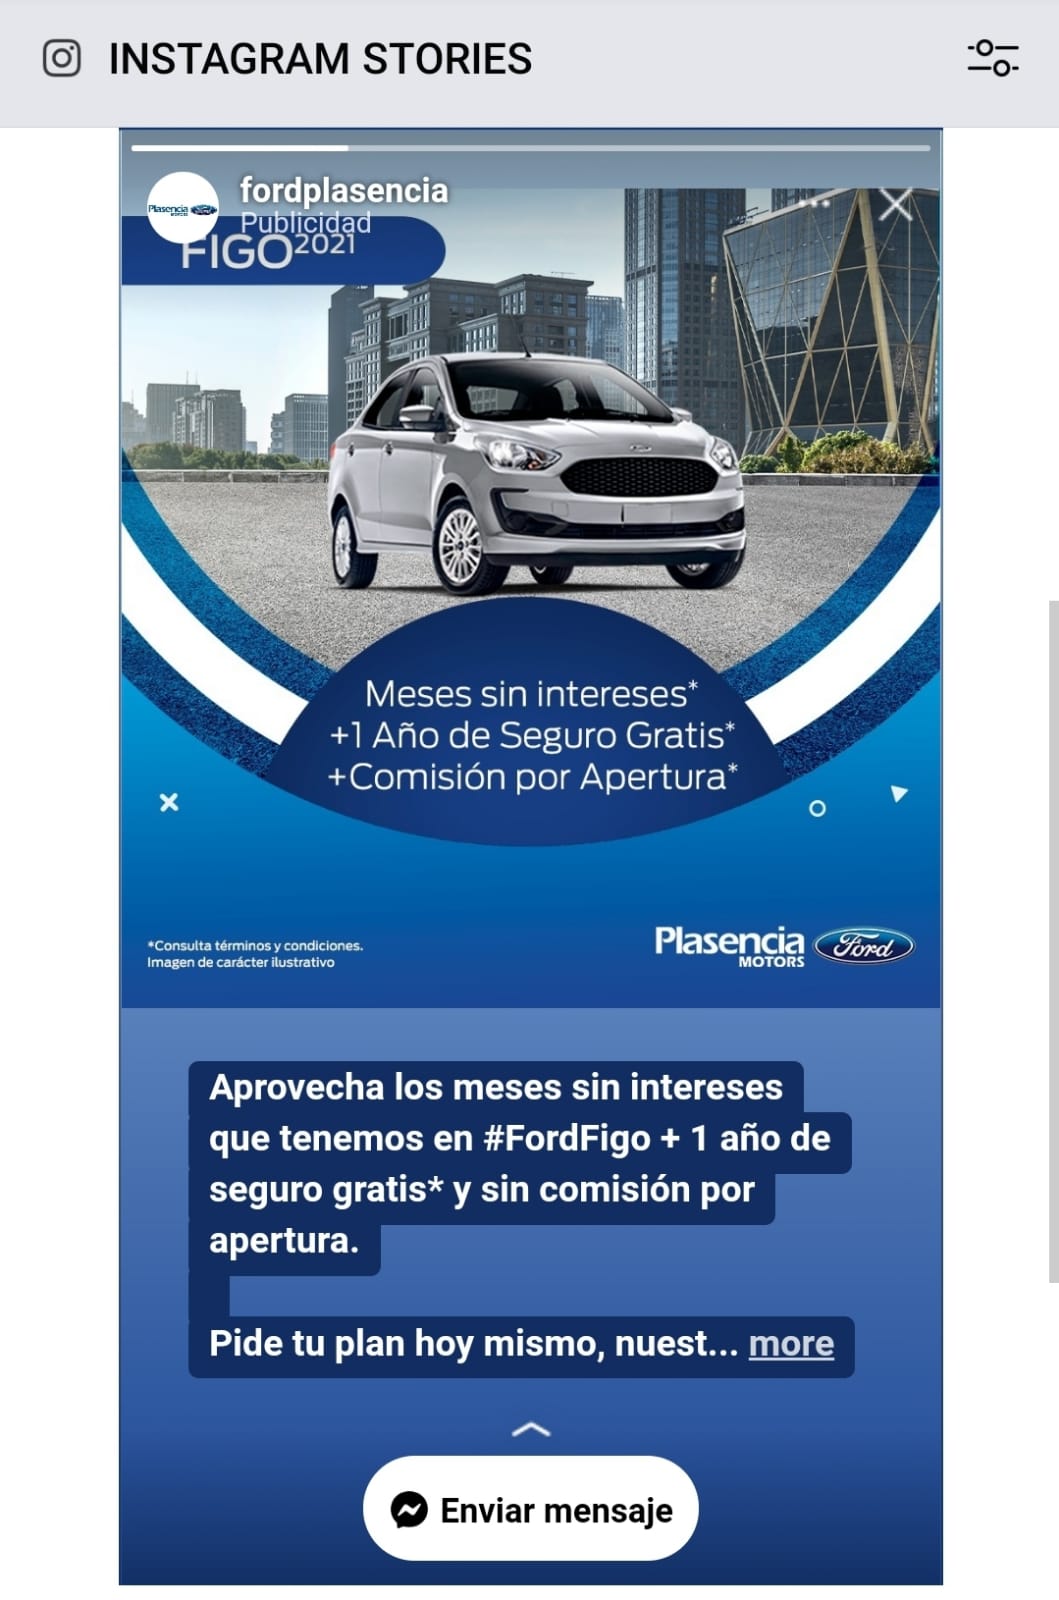 INSTAGRAM STORIES
fordplasencia
Publicidad
FIGO 2021
Plasencia
MOTORS
Meses sin intereses*
+1 Año de Seguro Gratis*
+Comisión por Apertura*
*Consulta términos y condiciones.
Imagen de carácter ilustrativo
Plasencia
MOTORS
Ford
Aprovecha los meses sin intereses
que tenemos en #FordFigo + 1 año de
seguro gratis* y sin comisión por
apertura.
Pide tu plan hoy mismo, nuest... more
Enviar mensaje